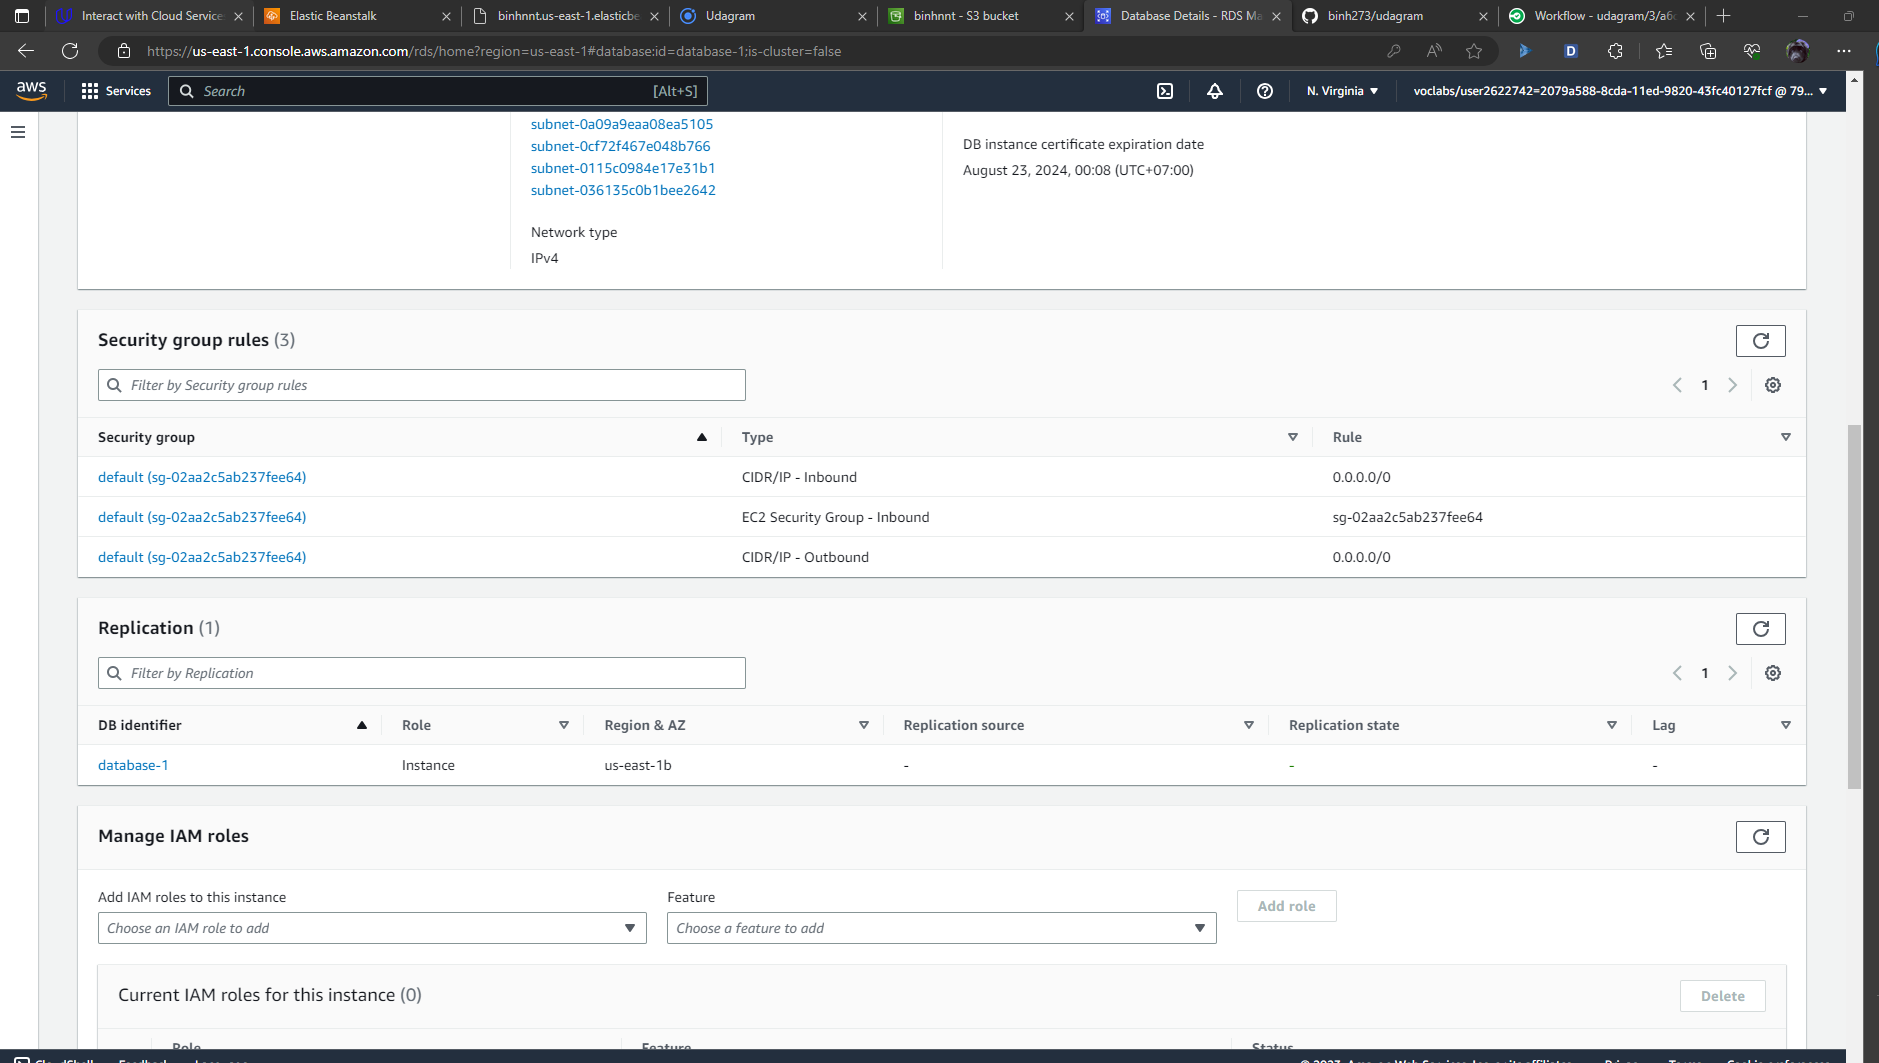 Interact with Cloud Service
Elastic Beanstalk
binhnnt.us-east-1.elasticbe
Udagram
binhnnt - S3 bucket
Database Details - RDS Ma
binh273/udagram
Workflow - udagram/3/a6
https://us-east-1.console.aws.amazon.com/rds/home?region=us-east-1#database:id=database-1;is-cluster=false
aws
Services
Search
[Alt+S]
N. Virginia
voclabs/user2622742=2079a588-8cda-11ed-9820-43fc40127fcf @ 79...
subnet-0a09a9eaa08ea5105
subnet-0cf72f467e048b766
subnet-0115c0984e17e31b1
subnet-036135c0b1bee2642
Network type
IPv4
DB instance certificate expiration date
August 23, 2024, 00:08 (UTC+07:00)
Security group rules (3)
Filter by Security group rules
1
Security group Type Rule
default (sg-02aa2c5ab237fee64) CIDR/IP - Inbound 0.0.0.0/0
default (sg-02aa2c5ab237fee64) EC2 Security Group - Inbound sg-02aa2c5ab237fee64
default (sg-02aa2c5ab237fee64) CIDR/IP - Outbound 0.0.0.0/0
Replication (1)
Filter by Replication
1
DB identifier Role Region & AZ Replication source Replication state Lag
database-1 Instance us-east-1b - - -
Manage IAM roles
Add IAM roles to this instance
Choose an IAM role to add
Feature
Choose a feature to add
Add role
Current IAM roles for this instance (0)
Delete
Role Feature Status
CloudShell Feedback